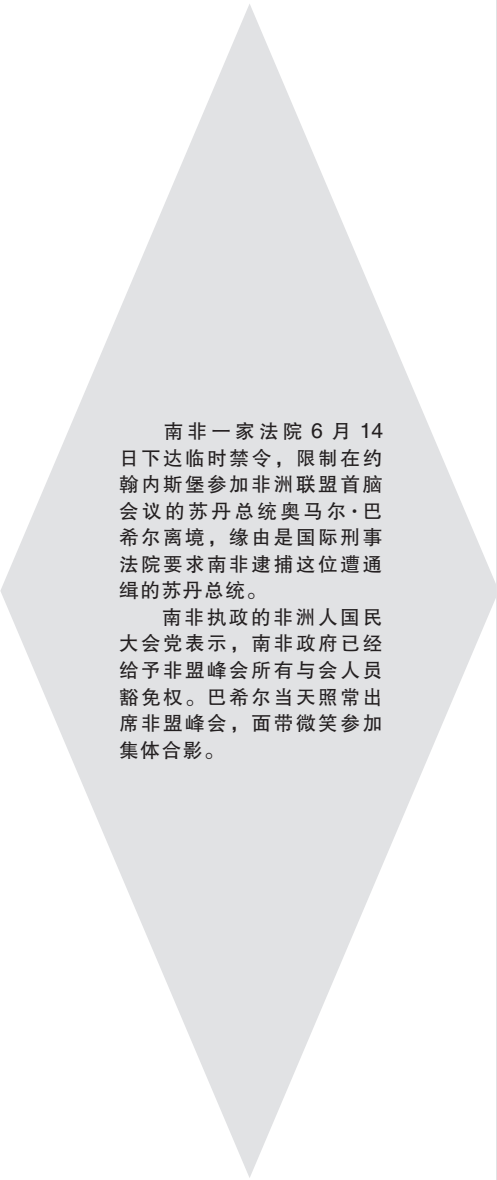 南非一家法院 6 月 14
日下达临时禁令，限制在约
翰内斯堡参加非洲联盟首脑
会议的苏丹总统奥马尔·巴
希尔离境，缘由是国际刑事
法院要求南非逮捕这位遭通
缉的苏丹总统。
南非执政的非洲人国民
大会党表示，南非政府已经
给予非盟峰会所有与会人员
豁免权。巴希尔当天照常出
席非盟峰会，面带微笑参加
集体合影。